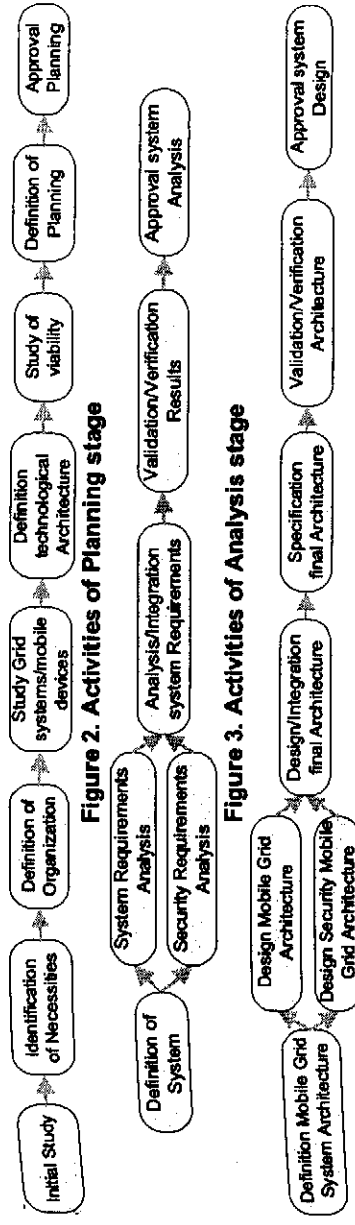 Initial Study
Identification
of Necessities
Definition of
Organization
Study Grid
systems/mobile
devices
Definition
technological
Architecture
Study of
viability
Definition of
Planning
Approval
Planning
Figure 2. Activities of Planning stage
Definition of
System
System Requirements
Analysis
Security Requirements
Analysis
Analysis/Integration
system Requirements
Validation/Verification
Results
Approval system
Analysis
Figure 3. Activities of Analysis stage
Definition Mobile Grid
System Architecture
Design Mobile Grid
Architecture
Design Security Mobile
Grid Architecture
Design/Integration
final Architecture
Specification
final Architecture
Validation/Verification
Architecture
Approval system
Design